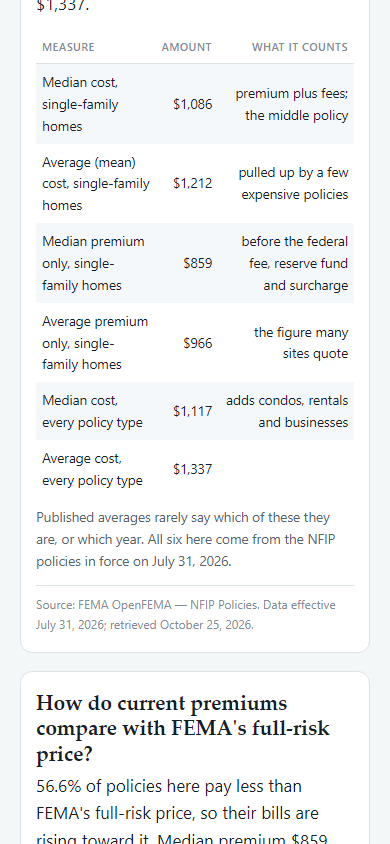 $1,337.
MEASURE AMOUNT WHAT IT COUNTS
Median cost, single-family homes $1,086 premium plus fees; the middle policy
Average (mean) cost, single-family homes $1,212 pulled up by a few expensive policies
Median premium only, single-family homes $859 before the federal fee, reserve fund and surcharge
Average premium only, single-family homes $966 the figure many sites quote
Median cost, every policy type $1,117 adds condos, rentals and businesses
Average cost, every policy type $1,337
Published averages rarely say which of these they
are, or which year. All six here come from the NFIP
policies in force on July 31, 2026.
Source: FEMA OpenFEMA — NFIP Policies. Data effective
July 31, 2026; retrieved October 25, 2026.
How do current premiums
compare with FEMA's full-risk
price?
56.6% of policies here pay less than
FEMA's full-risk price, so their bills are
rising toward it. Median premium $859